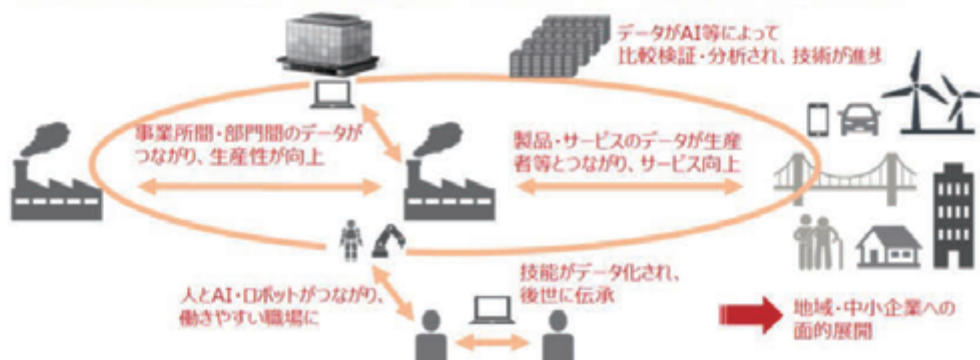 データがAI等によって
比較検証・分析され、技術が進歩
事業所間・部門間のデータが
つながり、生産性が向上
製品・サービスのデータが生産
者等とつながり、サービス向上
人とAI・ロボットがつながり、
働きやすい職場に
技能がデータ化され、
後世に伝承
地域・中小企業への
面的展開